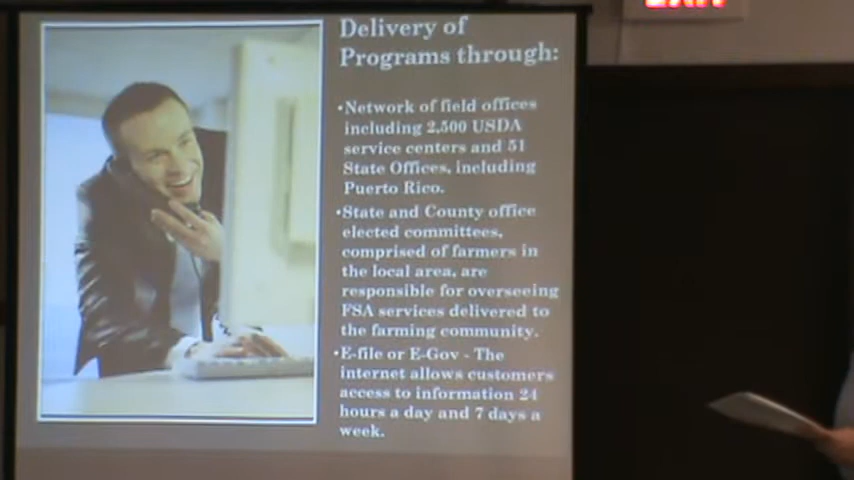 EXIT
Delivery of
Programs through:
•Network of field offices
including 2,500 USDA
service centers and 51
State Offices, including
Puerto Rico.
•State and County office
elected committees,
comprised of farmers in
the local area, are
responsible for overseeing
FSA services delivered to
the farming community.
•E-file or E-Gov - The
internet allows customers
access to information 24
hours a day and 7 days a
week.